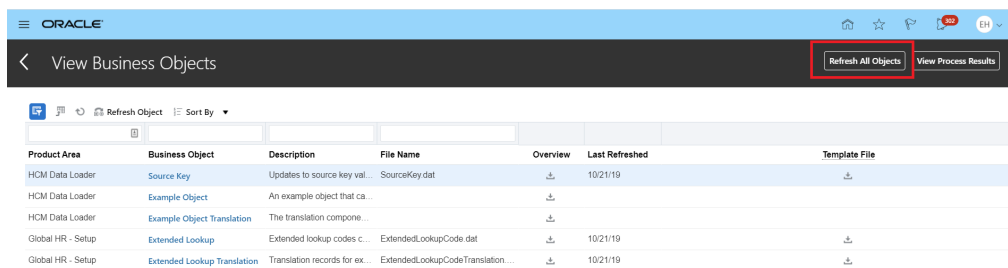 ORACLE
302
EH
View Business Objects
Refresh All Objects
View Process Results
Refresh Object
Sort By
Product Area Business Object Description File Name Overview Last Refreshed Template File
HCM Data Loader Source Key Updates to source key val... SourceKey.dat 10/21/19
HCM Data Loader Example Object An example object that ca...
HCM Data Loader Example Object Translation The translation compone...
Global HR - Setup Extended Lookup Extended lookup codes c... ExtendedLookupCode.dat 10/21/19
Global HR - Setup Extended Lookup Translation Translation records for ex... ExtendedLookupCodeTranslation.... 10/21/19